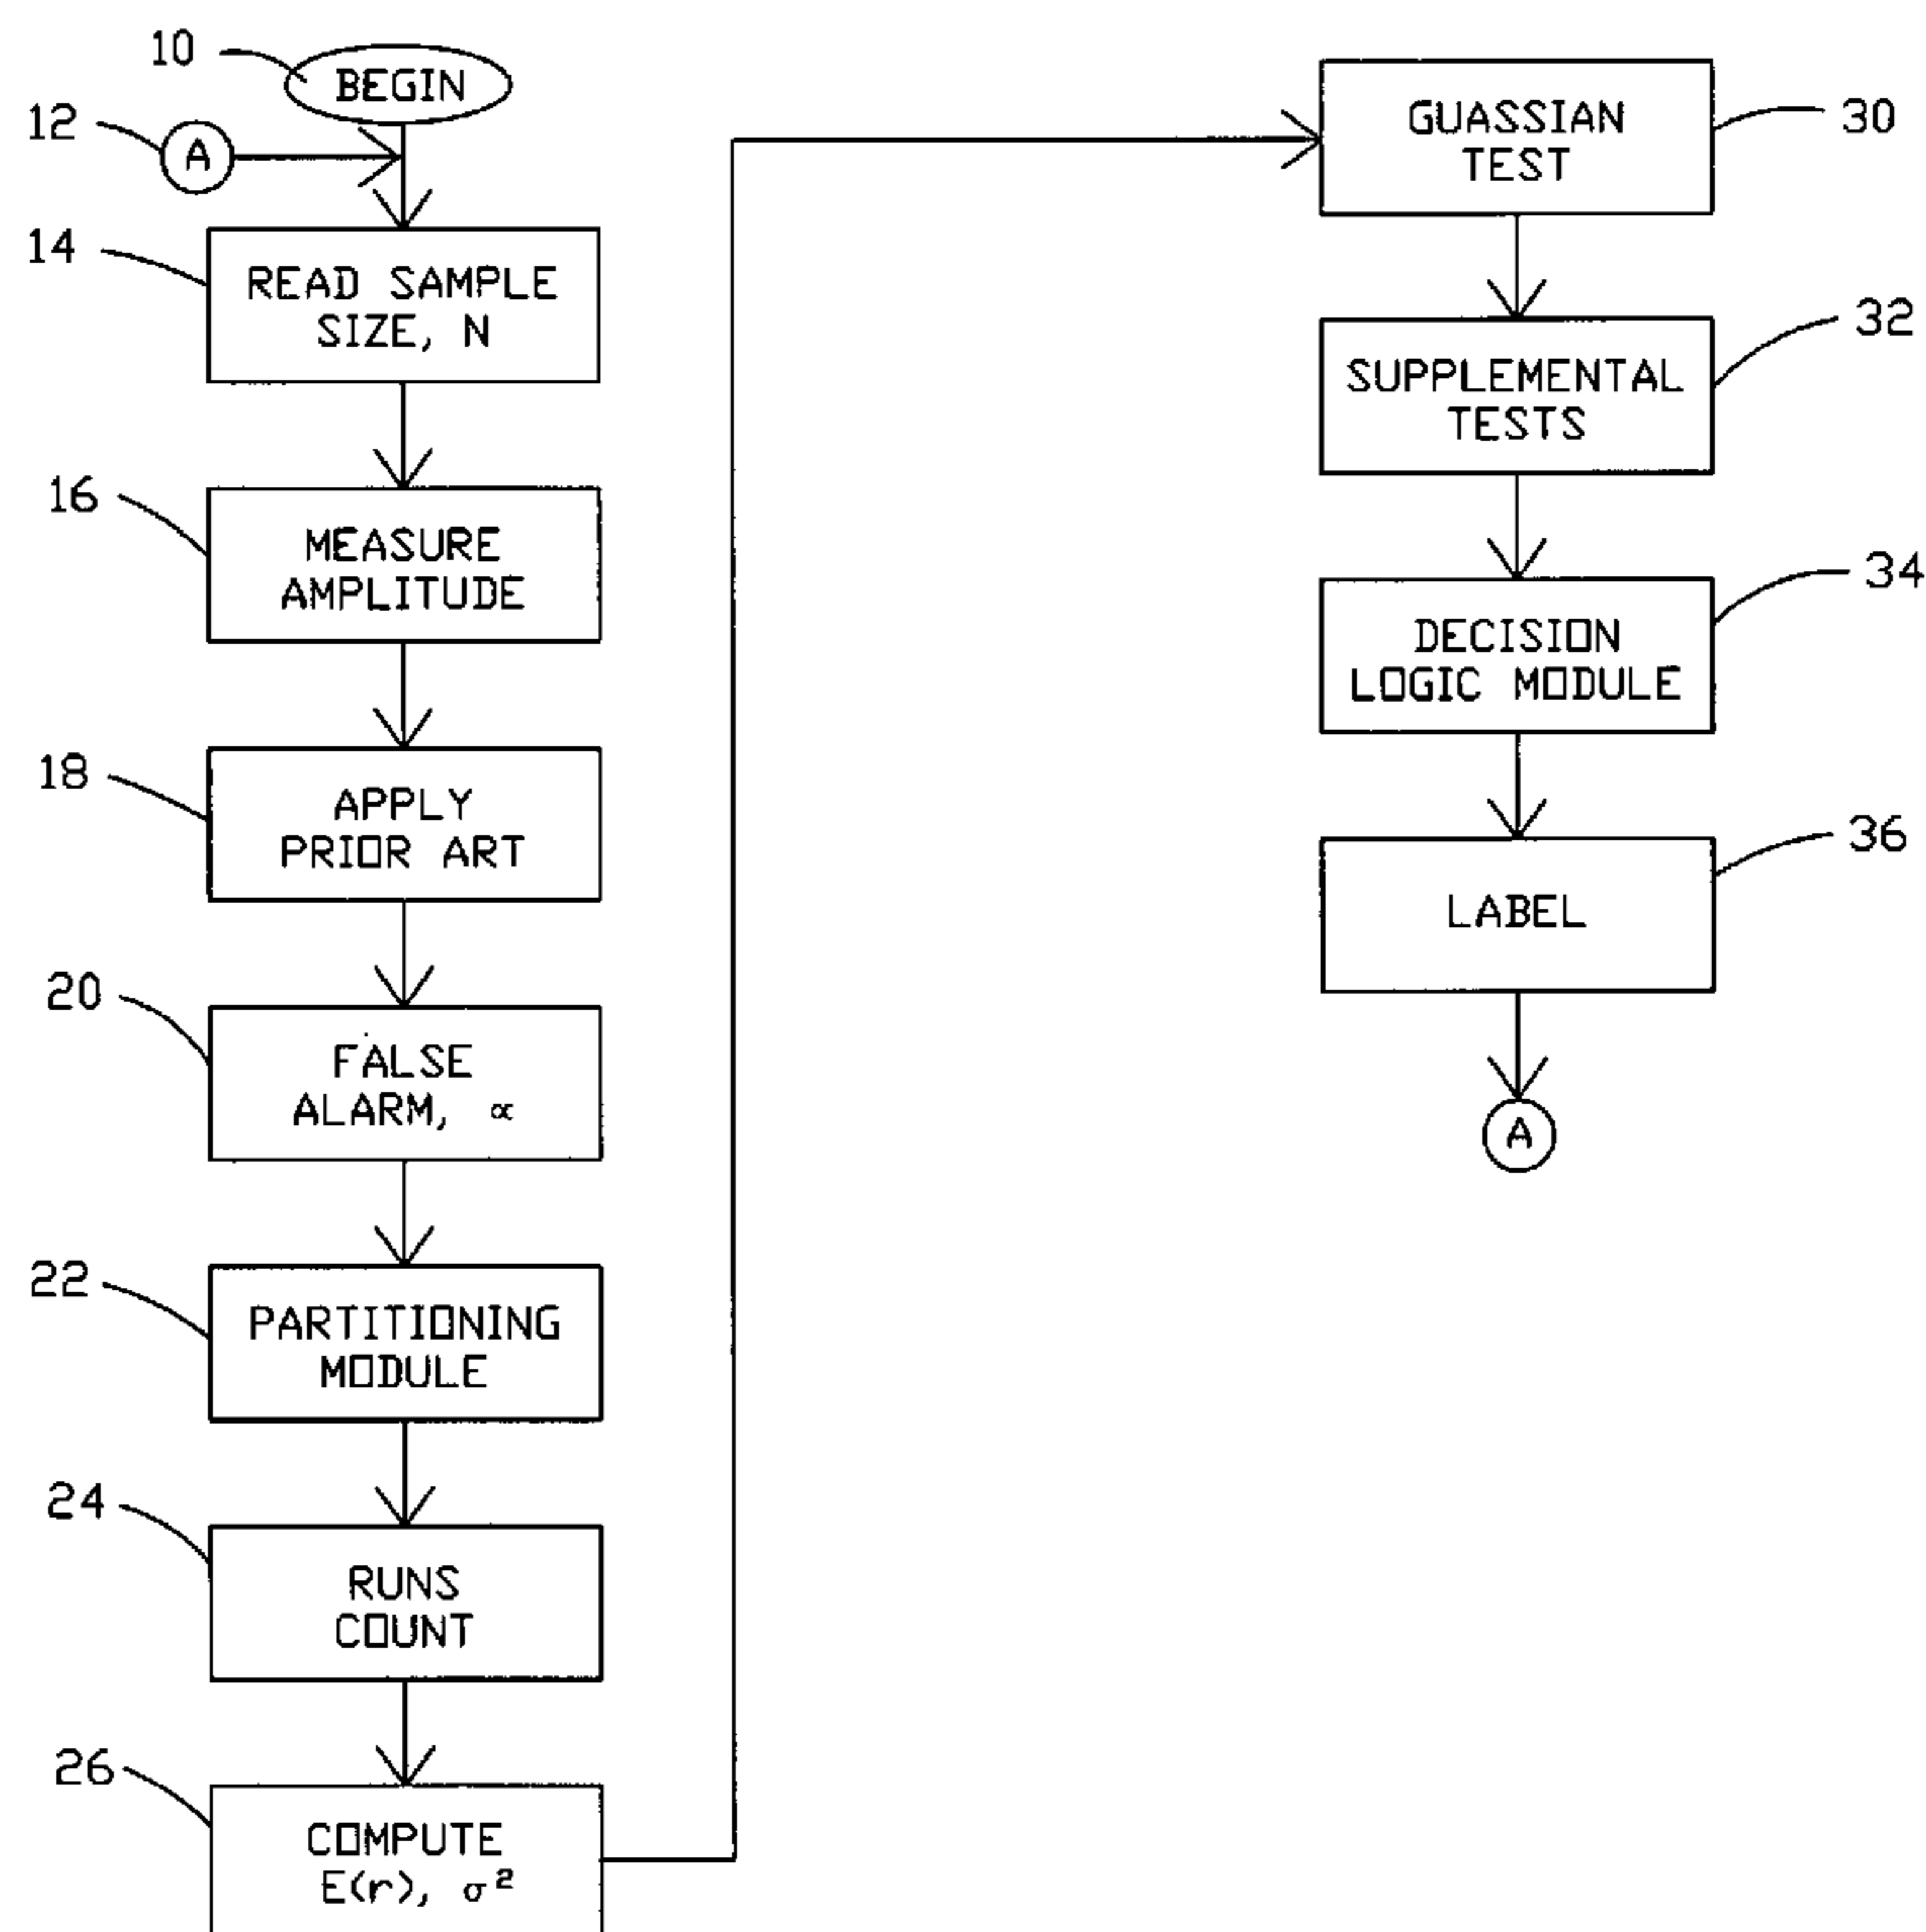 10
BEGIN
12
A
14
READ SAMPLE
SIZE, N
16
MEASURE
AMPLITUDE
18
APPLY
PRIOR ART
20
FALSE
ALARM, ∝
22
PARTITIONING
MODULE
24
RUNS
COUNT
26
COMPUTE
E(r), σ²
GUASSIAN
TEST
30
SUPPLEMENTAL
TESTS
32
DECISION
LOGIC MODULE
34
LABEL
36
A